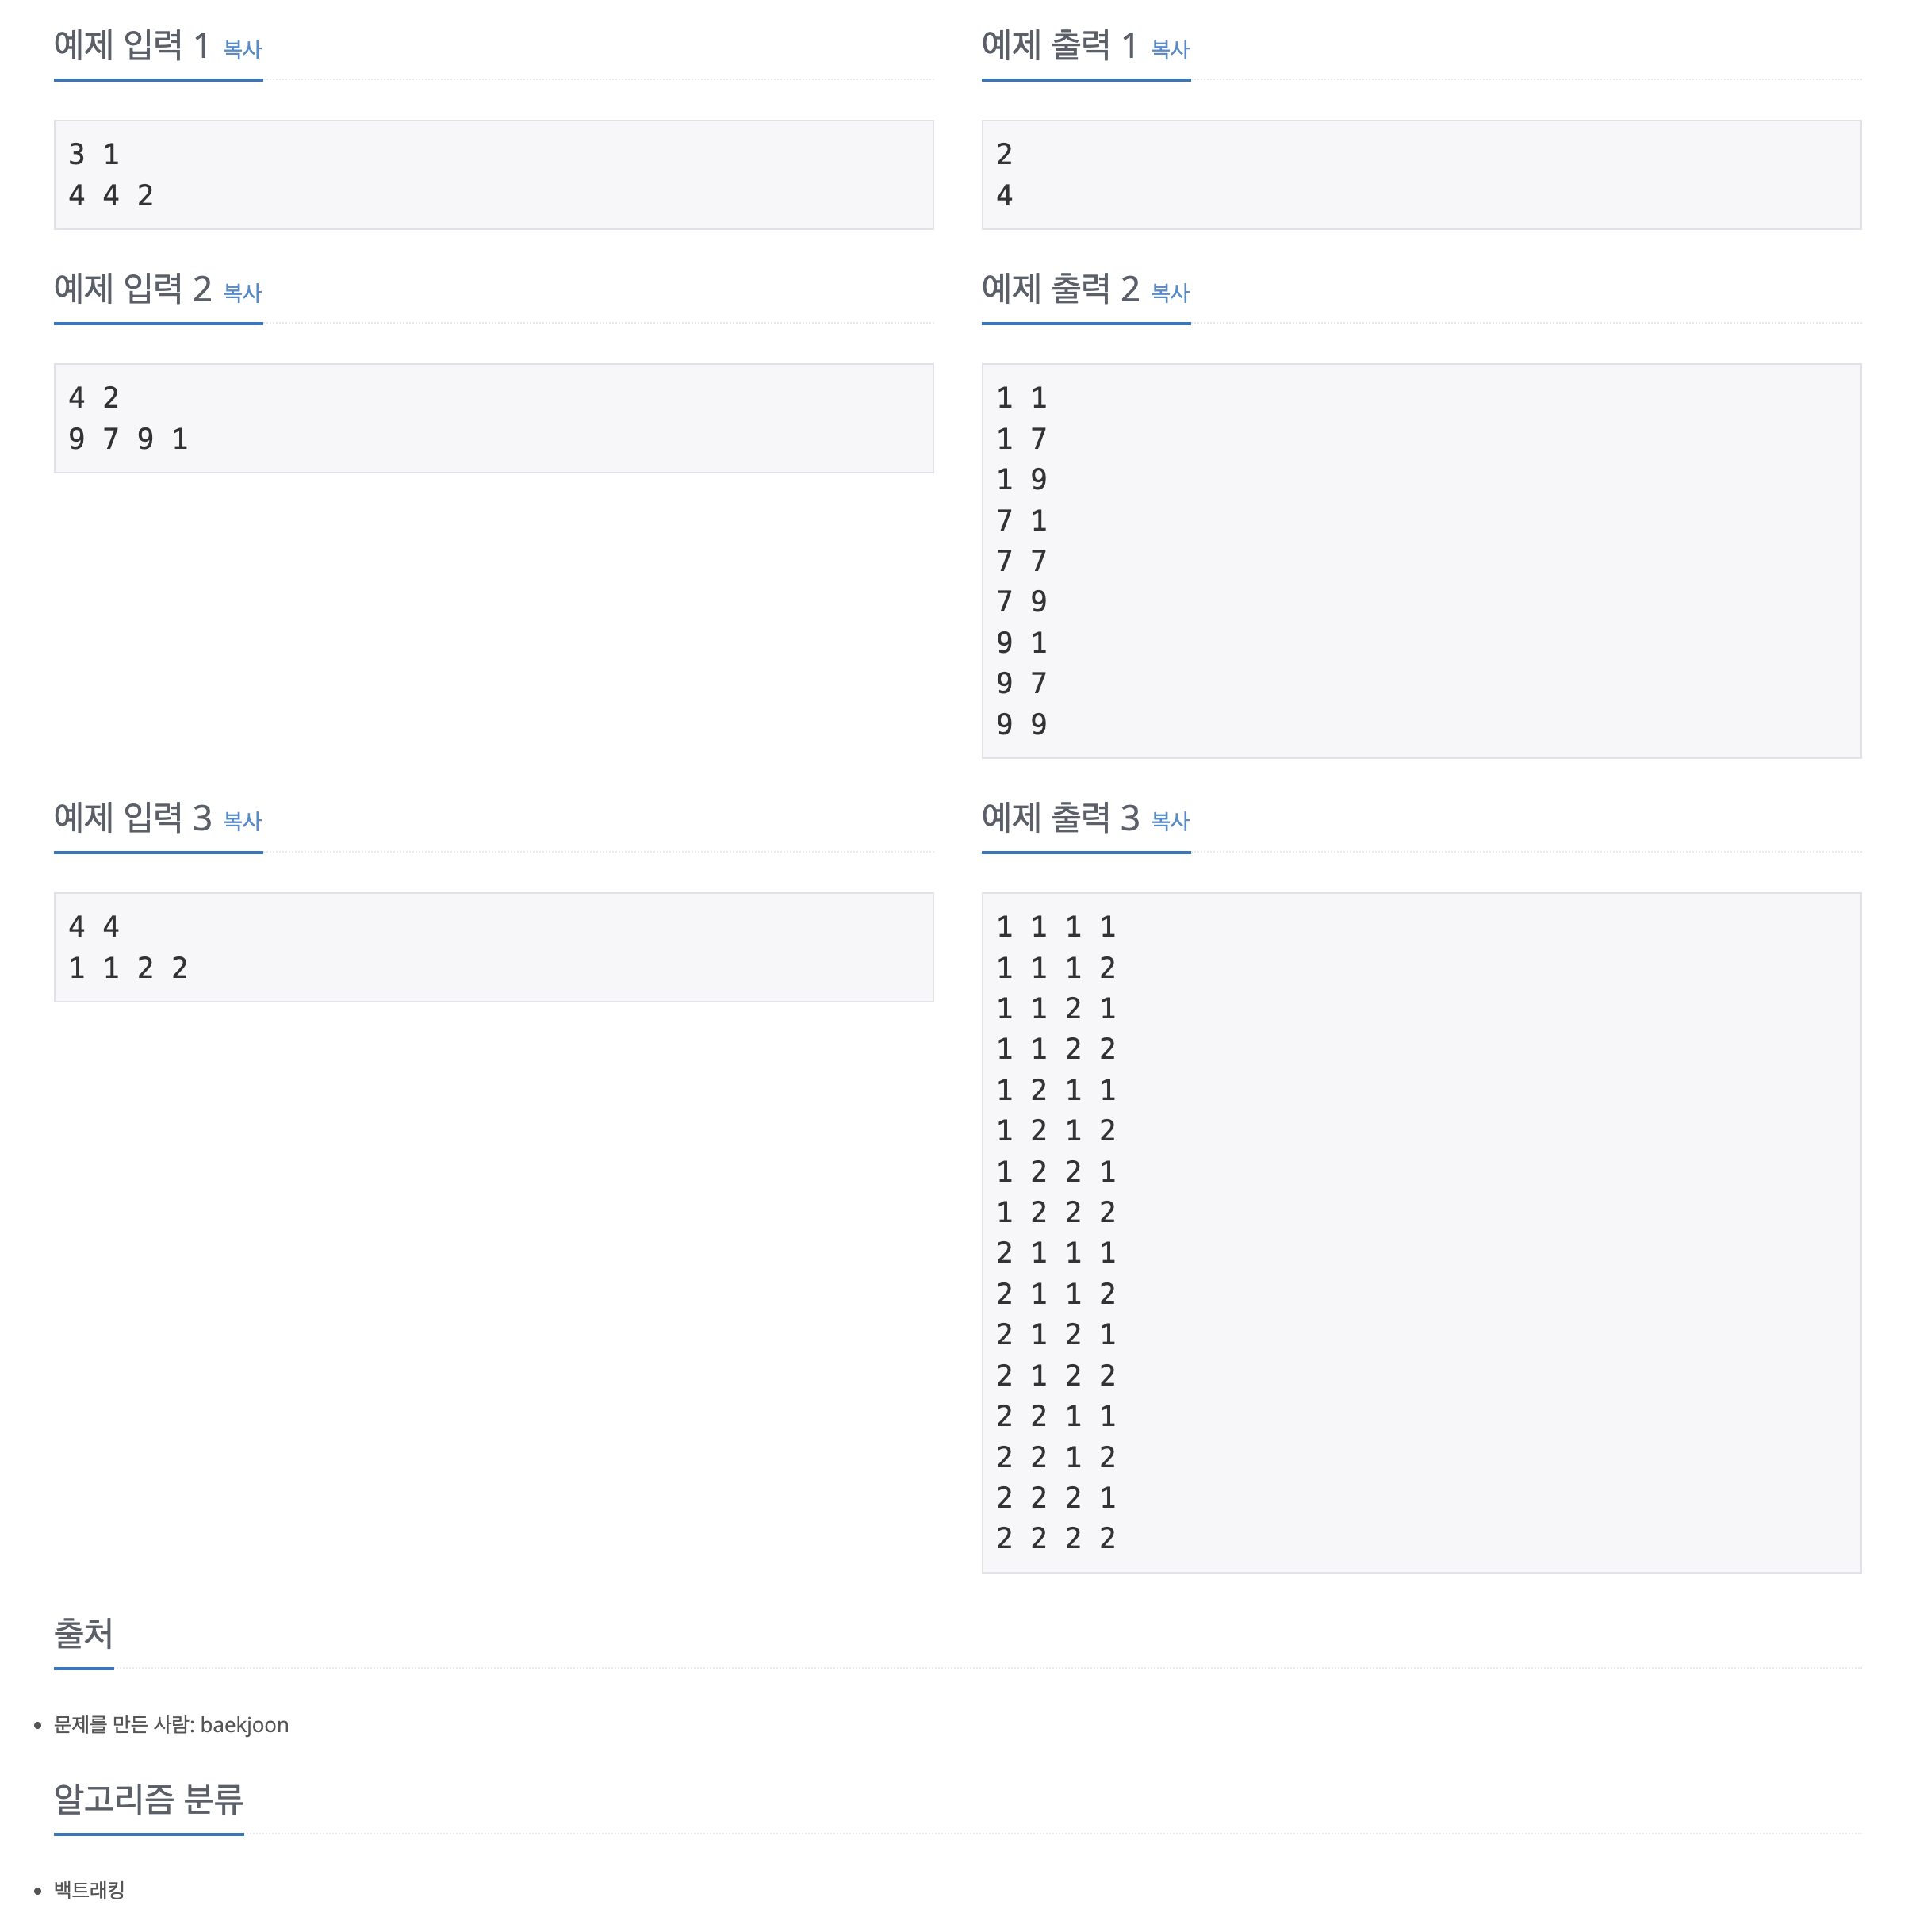 예제 입력 1 복사
3 1
4 4 2
예제 출력 1 복사
2
4
예제 입력 2 복사
4 2
9 7 9 1
예제 출력 2 복사
1 1
1 7
1 9
7 1
7 7
7 9
9 1
9 7
9 9
예제 입력 3 복사
4 4
1 1 2 2
예제 출력 3 복사
1 1 1 1
1 1 1 2
1 1 2 1
1 1 2 2
1 2 1 1
1 2 1 2
1 2 2 1
1 2 2 2
2 1 1 1
2 1 1 2
2 1 2 1
2 1 2 2
2 2 1 1
2 2 1 2
2 2 2 1
2 2 2 2
출처
• 문제를 만든 사람: baekjoon
알고리즘 분류
• 백트래킹